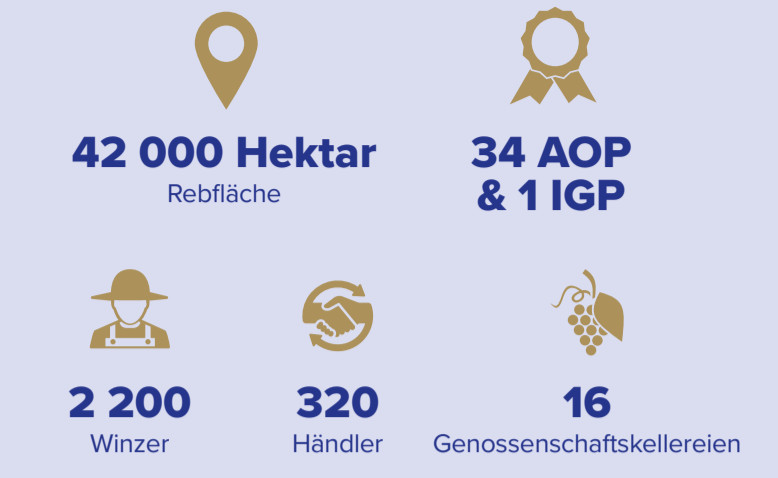 42 000 Hektar
Rebfläche
34 AOP
& 1 IGP
2 200
Winzer
320
Händler
16
Genossenschaftskellereien